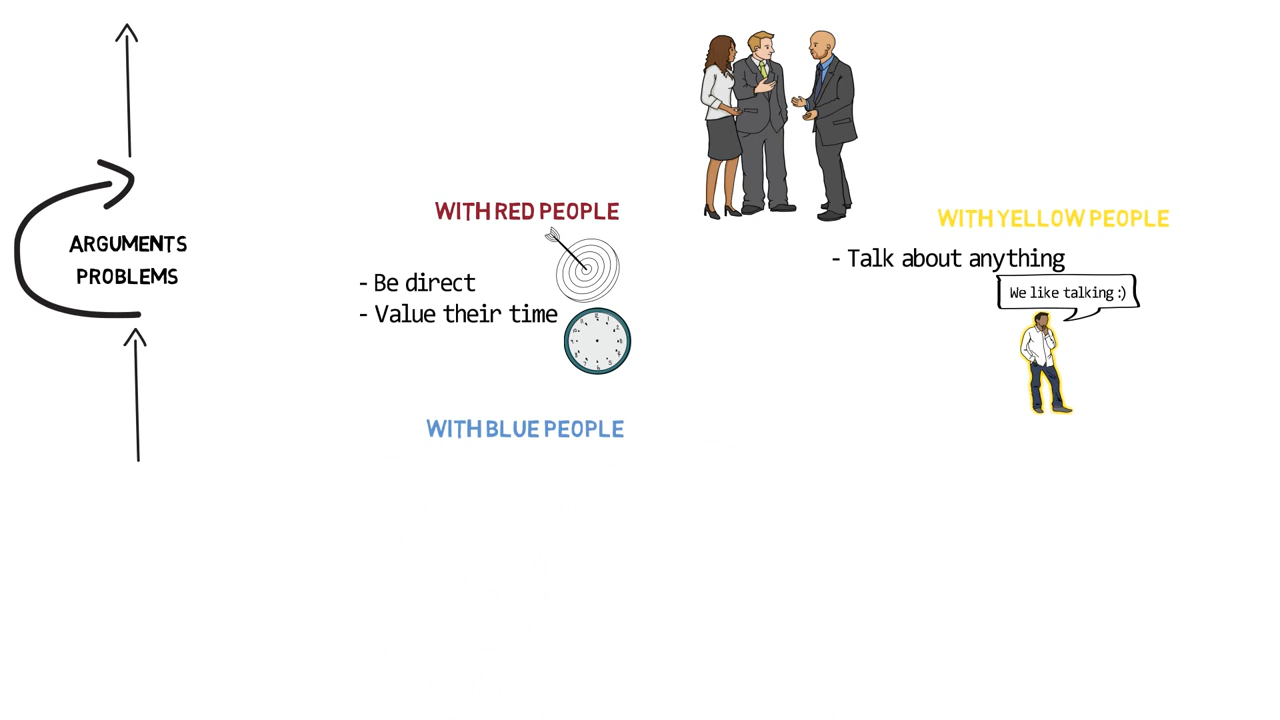 ARGUMENTS
PROBLEMS
WITH RED PEOPLE
- Be direct
- Value their time
WITH BLUE PEOPLE
WITH YELLOW PEOPLE
- Talk about anything
We like talking :)